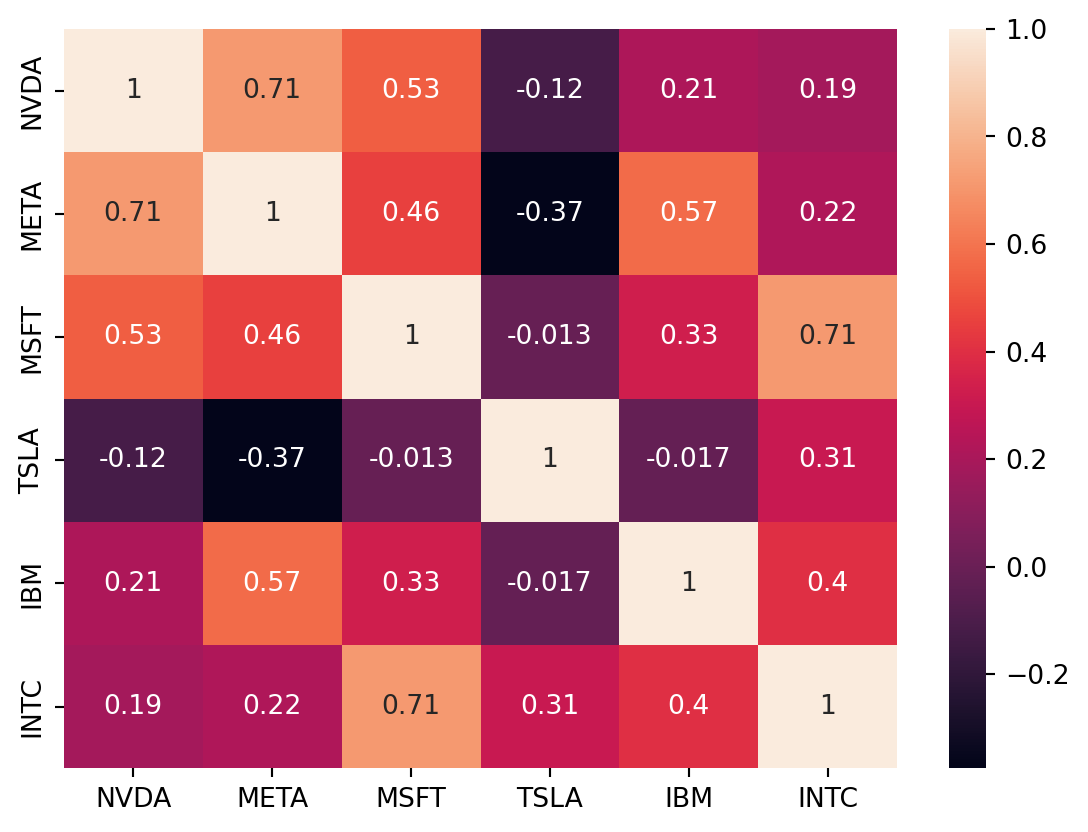 NVDA 1 0.71 0.53 -0.12 0.21 0.19
META 0.71 1 0.46 -0.37 0.57 0.22
MSFT 0.53 0.46 1 -0.013 0.33 0.71
TSLA -0.12 -0.37 -0.013 1 -0.017 0.31
IBM 0.21 0.57 0.33 -0.017 1 0.4
INTC 0.19 0.22 0.71 0.31 0.4 1
NVDA META MSFT TSLA IBM INTC
1.0
0.8
0.6
0.4
0.2
0.0
−0.2